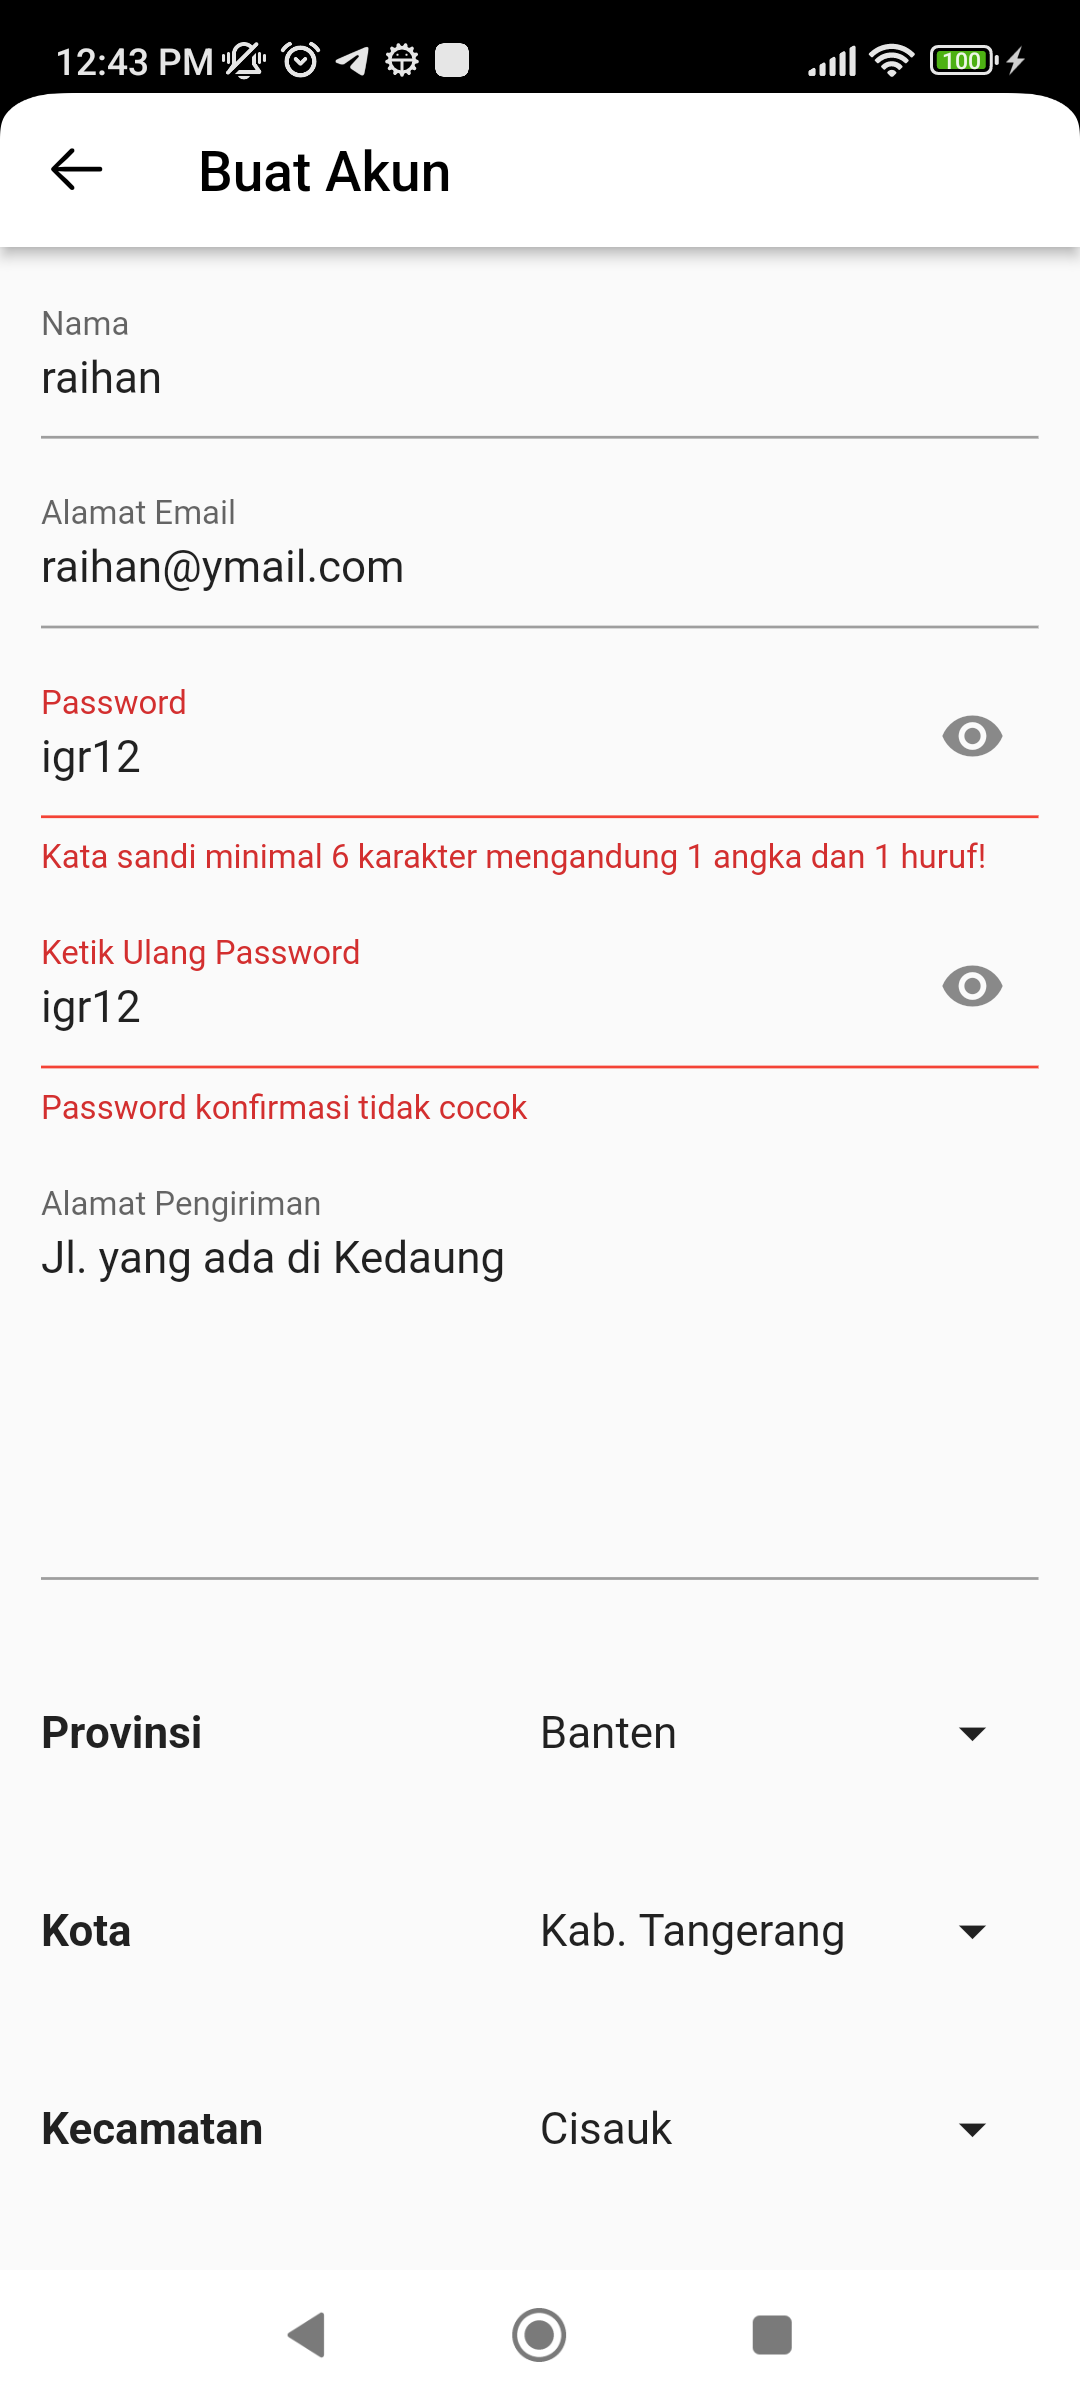 12:43 PM
100
Buat Akun
Nama
raihan
Alamat Email
raihan@ymail.com
Password
igr12
Kata sandi minimal 6 karakter mengandung 1 angka dan 1 huruf!
Ketik Ulang Password
igr12
Password konfirmasi tidak cocok
Alamat Pengiriman
Jl. yang ada di Kedaung
Provinsi Banten
Kota Kab. Tangerang
Kecamatan Cisauk